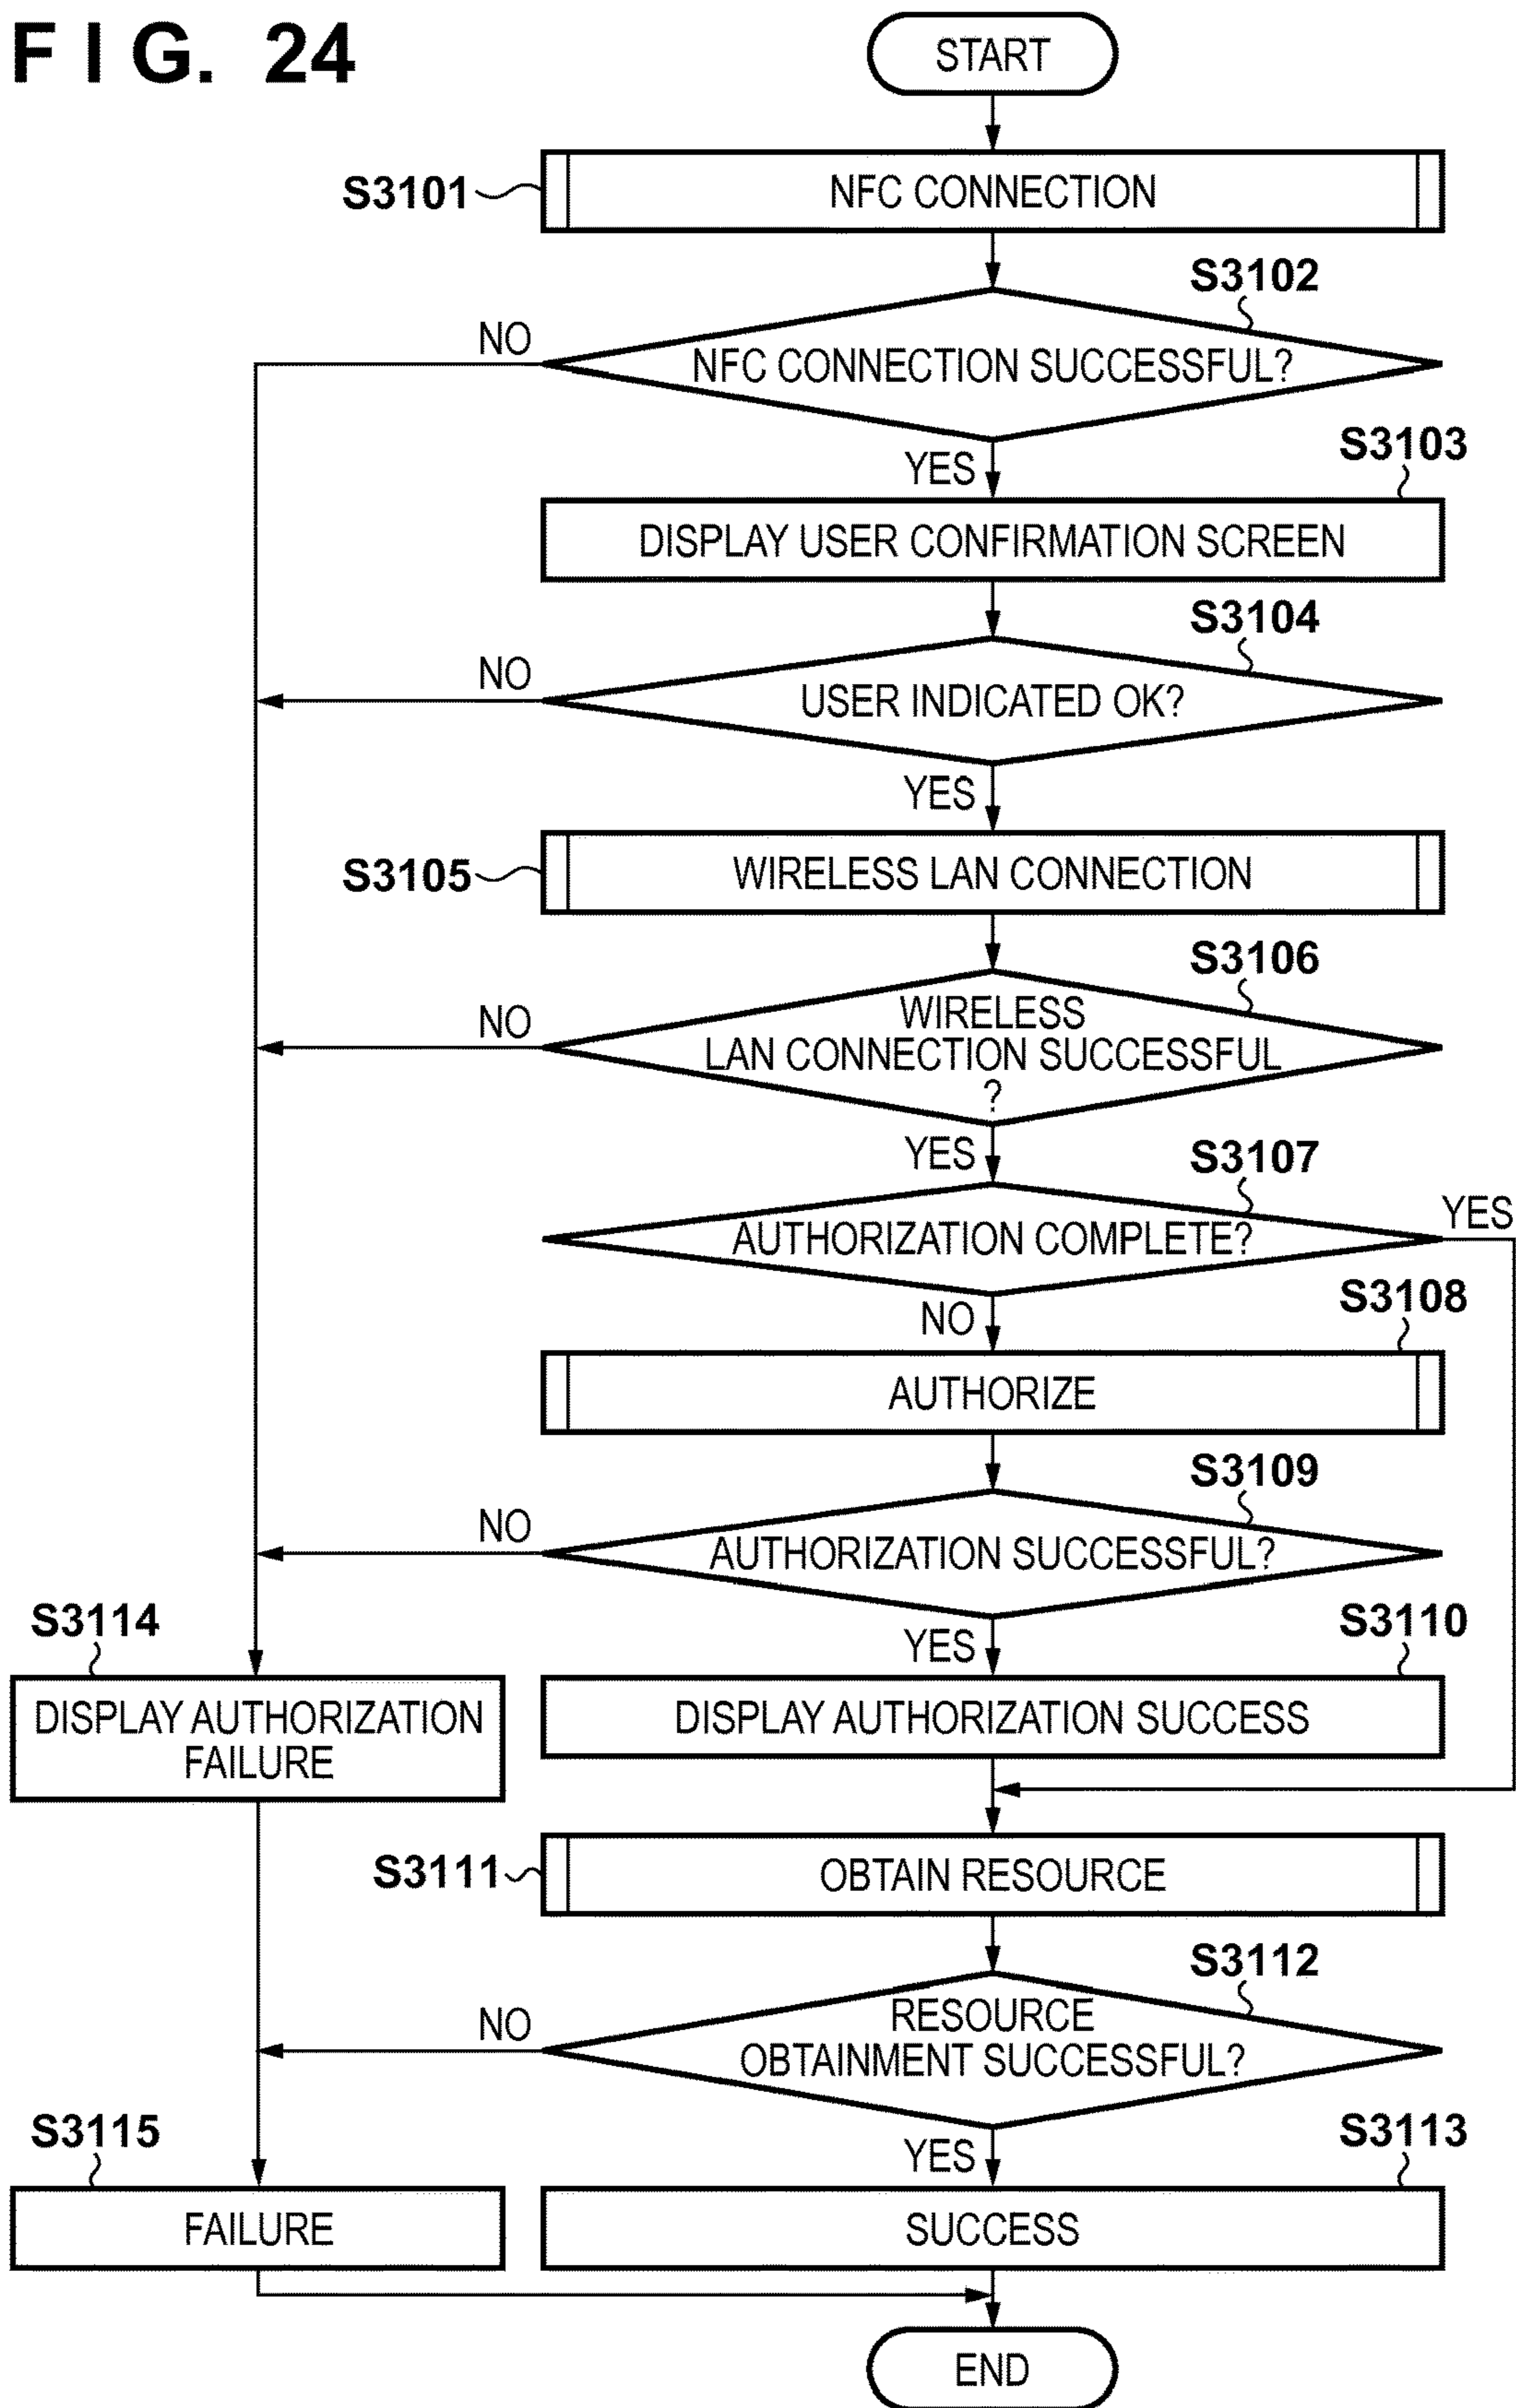 FIG. 24
START
S3101
NFC CONNECTION
S3102
NO
NFC CONNECTION SUCCESSFUL?
YES
S3103
DISPLAY USER CONFIRMATION SCREEN
S3104
NO
USER INDICATED OK?
YES
S3105
WIRELESS LAN CONNECTION
S3106
NO
WIRELESS
LAN CONNECTION SUCCESSFUL
?
YES
S3107
YES
AUTHORIZATION COMPLETE?
NO
S3108
AUTHORIZE
S3109
NO
AUTHORIZATION SUCCESSFUL?
YES
S3110
DISPLAY AUTHORIZATION SUCCESS
S3114
DISPLAY AUTHORIZATION
FAILURE
S3111
OBTAIN RESOURCE
S3112
NO
RESOURCE
OBTAINMENT SUCCESSFUL?
YES
S3113
SUCCESS
S3115
FAILURE
END